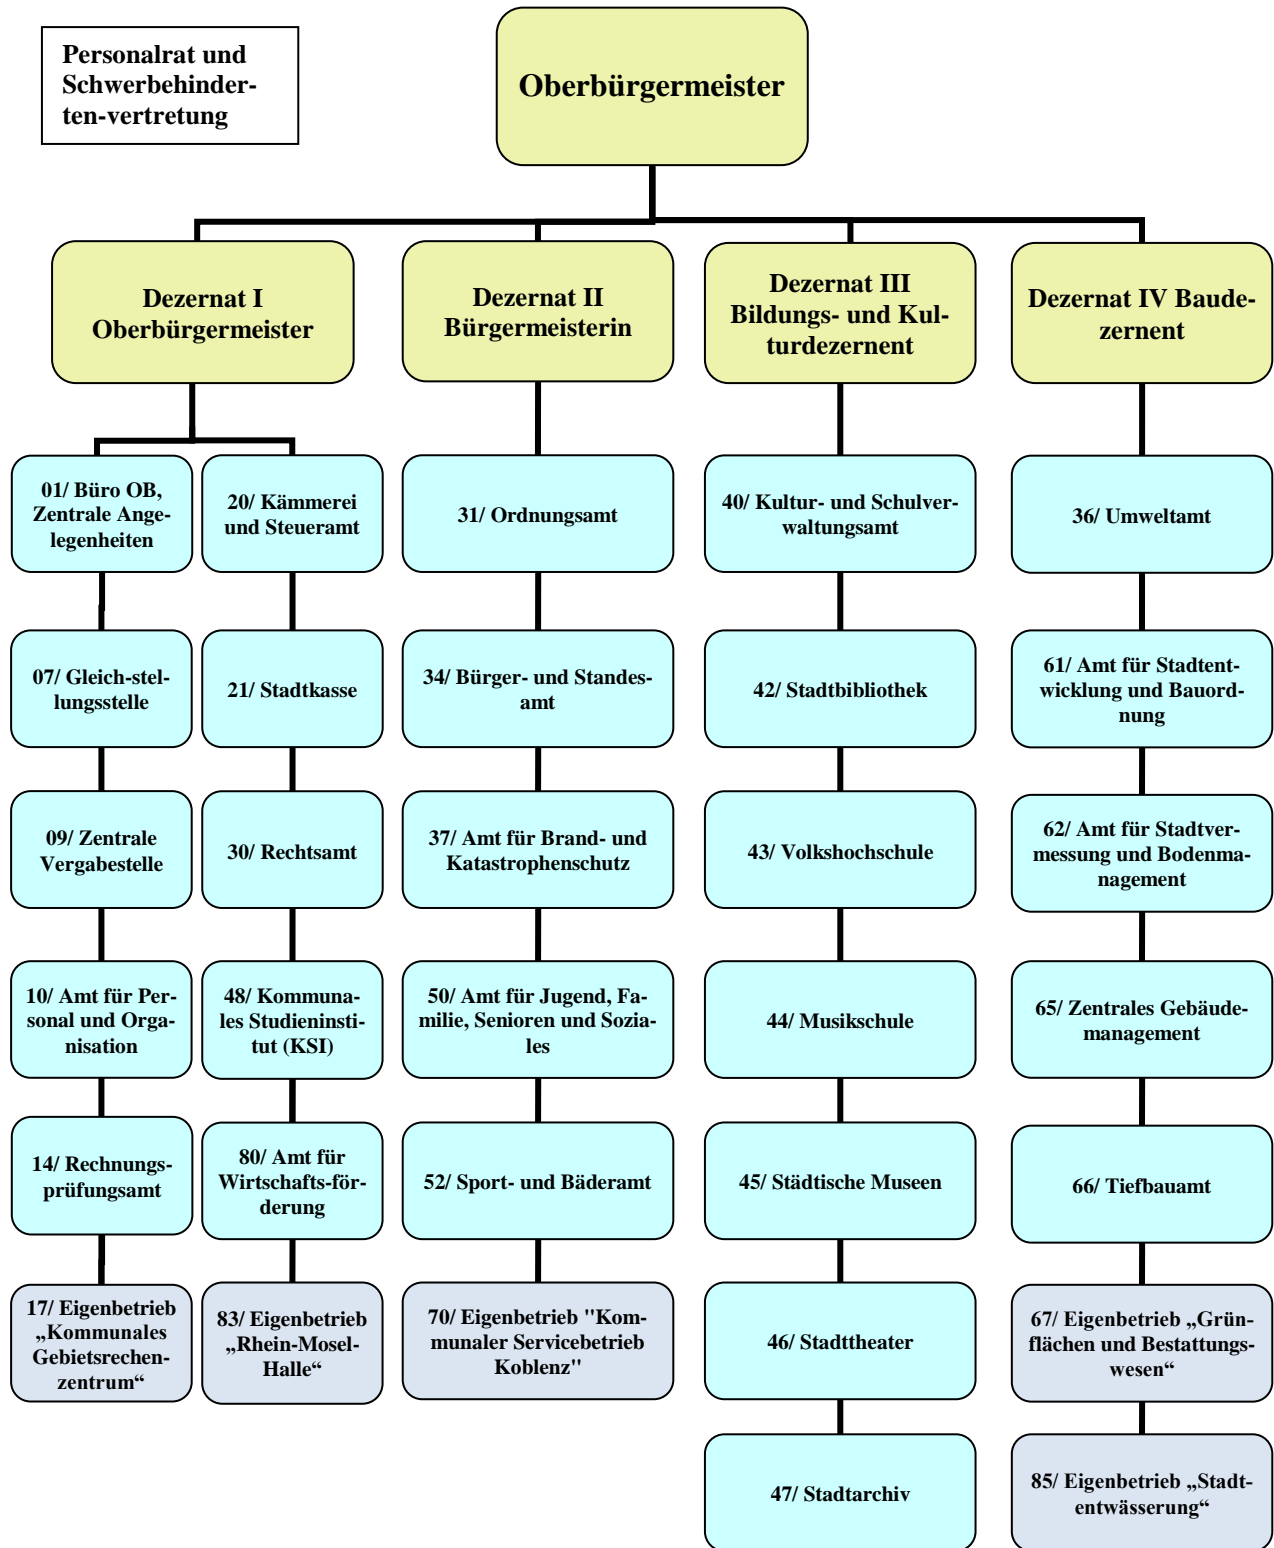 Personalrat und
Schwerbehinder-
ten-vertretung
Oberbürgermeister
Dezernat I
Oberbürgermeister
Dezernat II
Bürgermeisterin
Dezernat III
Bildungs- und Kul-
turdezernent
Dezernat IV Baude-
zernent
01/ Büro OB,
Zentrale Ange-
legenheiten
20/ Kämmerei
und Steueramt
31/ Ordnungsamt
40/ Kultur- und Schulver-
waltungsamt
36/ Umweltamt
07/ Gleich-stel-
lungsstelle
21/ Stadtkasse
34/ Bürger- und Standes-
amt
42/ Stadtbibliothek
61/ Amt für Stadtent-
wicklung und Bauord-
nung
09/ Zentrale
Vergabestelle
30/ Rechtsamt
37/ Amt für Brand- und
Katastrophenschutz
43/ Volkshochschule
62/ Amt für Stadtver-
messung und Bodenma-
nagement
10/ Amt für Per-
sonal und Orga-
nisation
48/ Kommuna-
les Studieninsti-
tut (KSI)
50/ Amt für Jugend, Fa-
milie, Senioren und Sozia-
les
44/ Musikschule
65/ Zentrales Gebäude-
management
14/ Rechnungs-
prüfungsamt
80/ Amt für
Wirtschafts-för-
derung
52/ Sport- und Bäderamt
45/ Städtische Museen
66/ Tiefbauamt
17/ Eigenbetrieb
„Kommunales
Gebietsrechen-
zentrum“
83/ Eigenbetrieb
„Rhein-Mosel-
Halle“
70/ Eigenbetrieb "Kom-
munaler Servicebetrieb
Koblenz"
46/ Stadttheater
67/ Eigenbetrieb „Grün-
flächen und Bestattungs-
wesen“
47/ Stadtarchiv
85/ Eigenbetrieb „Stadt-
entwässerung“